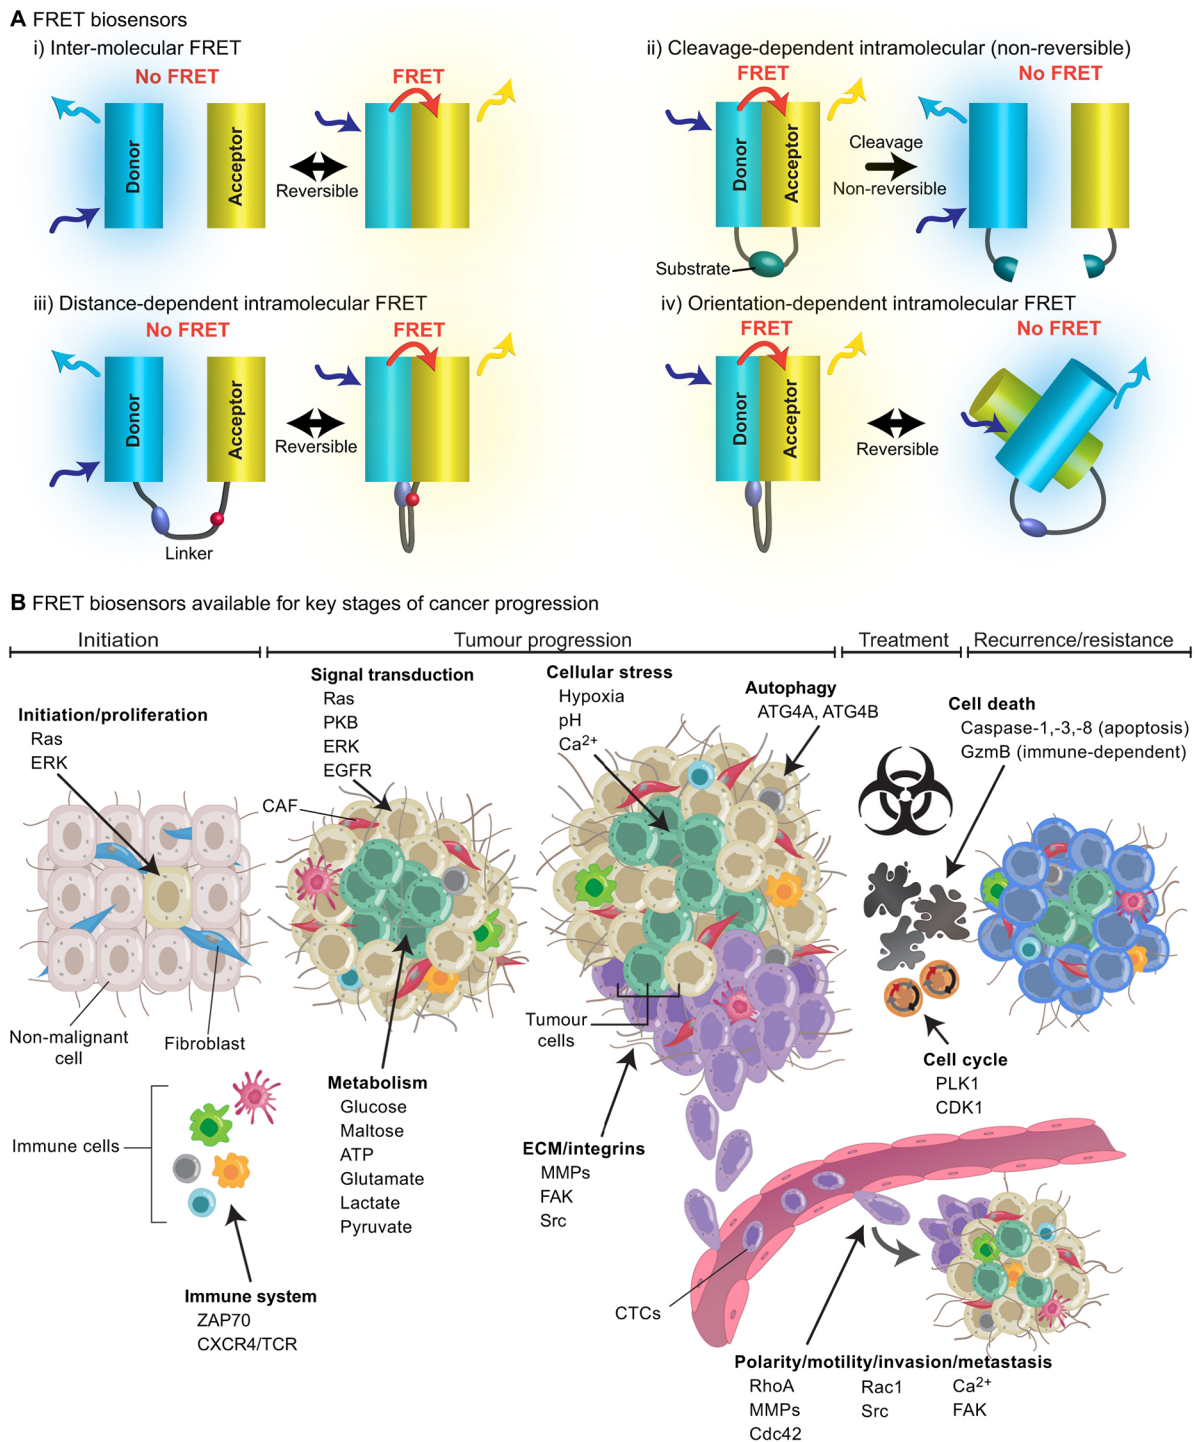 A FRET biosensors
i) Inter-molecular FRET
No FRET
FRET
Donor
Acceptor
Reversible
ii) Cleavage-dependent intramolecular (non-reversible)
FRET
No FRET
Donor
Acceptor
Cleavage
Non-reversible
Substrate
iii) Distance-dependent intramolecular FRET
No FRET
FRET
Donor
Acceptor
Reversible
Linker
iv) Orientation-dependent intramolecular FRET
FRET
No FRET
Donor
Acceptor
Reversible
B FRET biosensors available for key stages of cancer progression
Initiation
Tumour progression
Treatment
Recurrence/resistance
Initiation/proliferation
Ras
ERK
Non-malignant
cell
Fibroblast
Immune cells
Immune system
ZAP70
CXCR4/TCR
Signal transduction
Ras
PKB
ERK
EGFR
CAF
Metabolism
Glucose
Maltose
ATP
Glutamate
Lactate
Pyruvate
Cellular stress
Hypoxia
pH
Ca2+
Autophagy
ATG4A, ATG4B
Tumour
cells
ECM/integrins
MMPs
FAK
Src
Cell death
Caspase-1,-3,-8 (apoptosis)
GzmB (immune-dependent)
Cell cycle
PLK1
CDK1
CTCs
Polarity/motility/invasion/metastasis
RhoA
MMPs
Cdc42
Rac1
Src
Ca2+
FAK